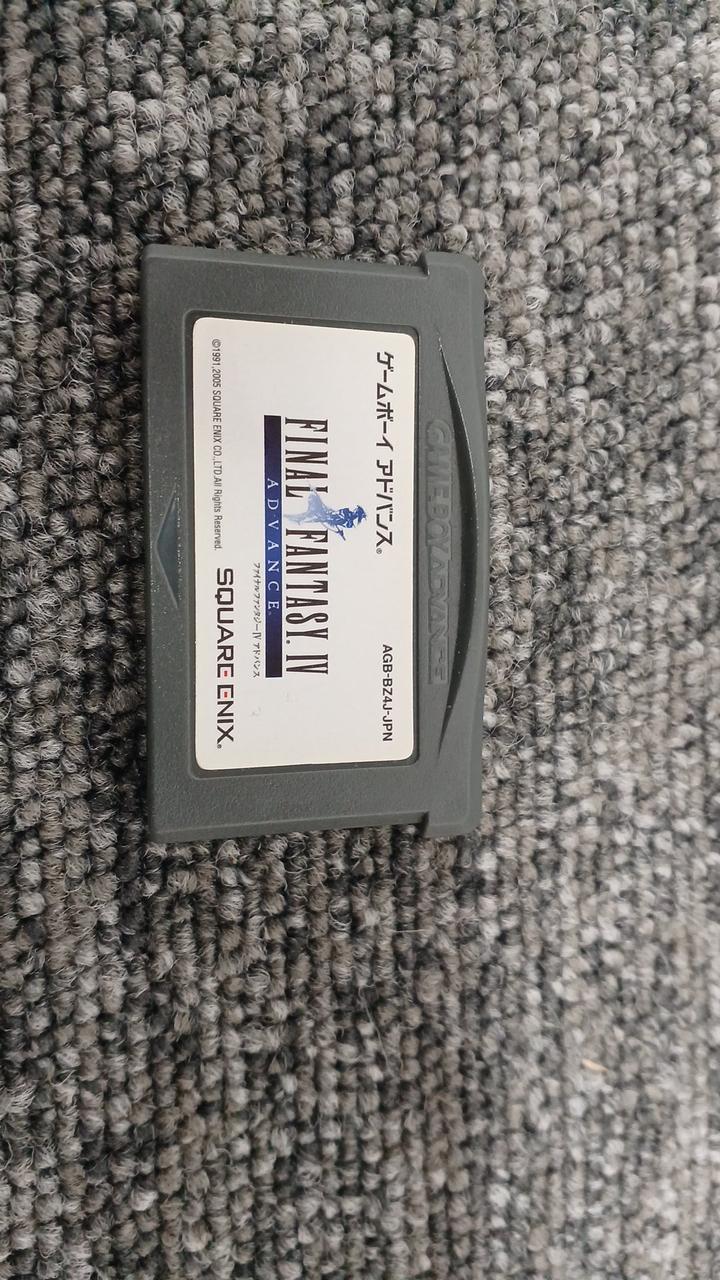 GAME BOY ADVANCE
ゲームボーイ アドバンス®
AGB-BZ4J-JPN
FINAL FANTASY® IV
ADVANCE®
ファイナルファンタジーIV アドバンス
©1991,2005 SQUARE ENIX CO.,LTD.All Rights Reserved.
SQUARE ENIX®